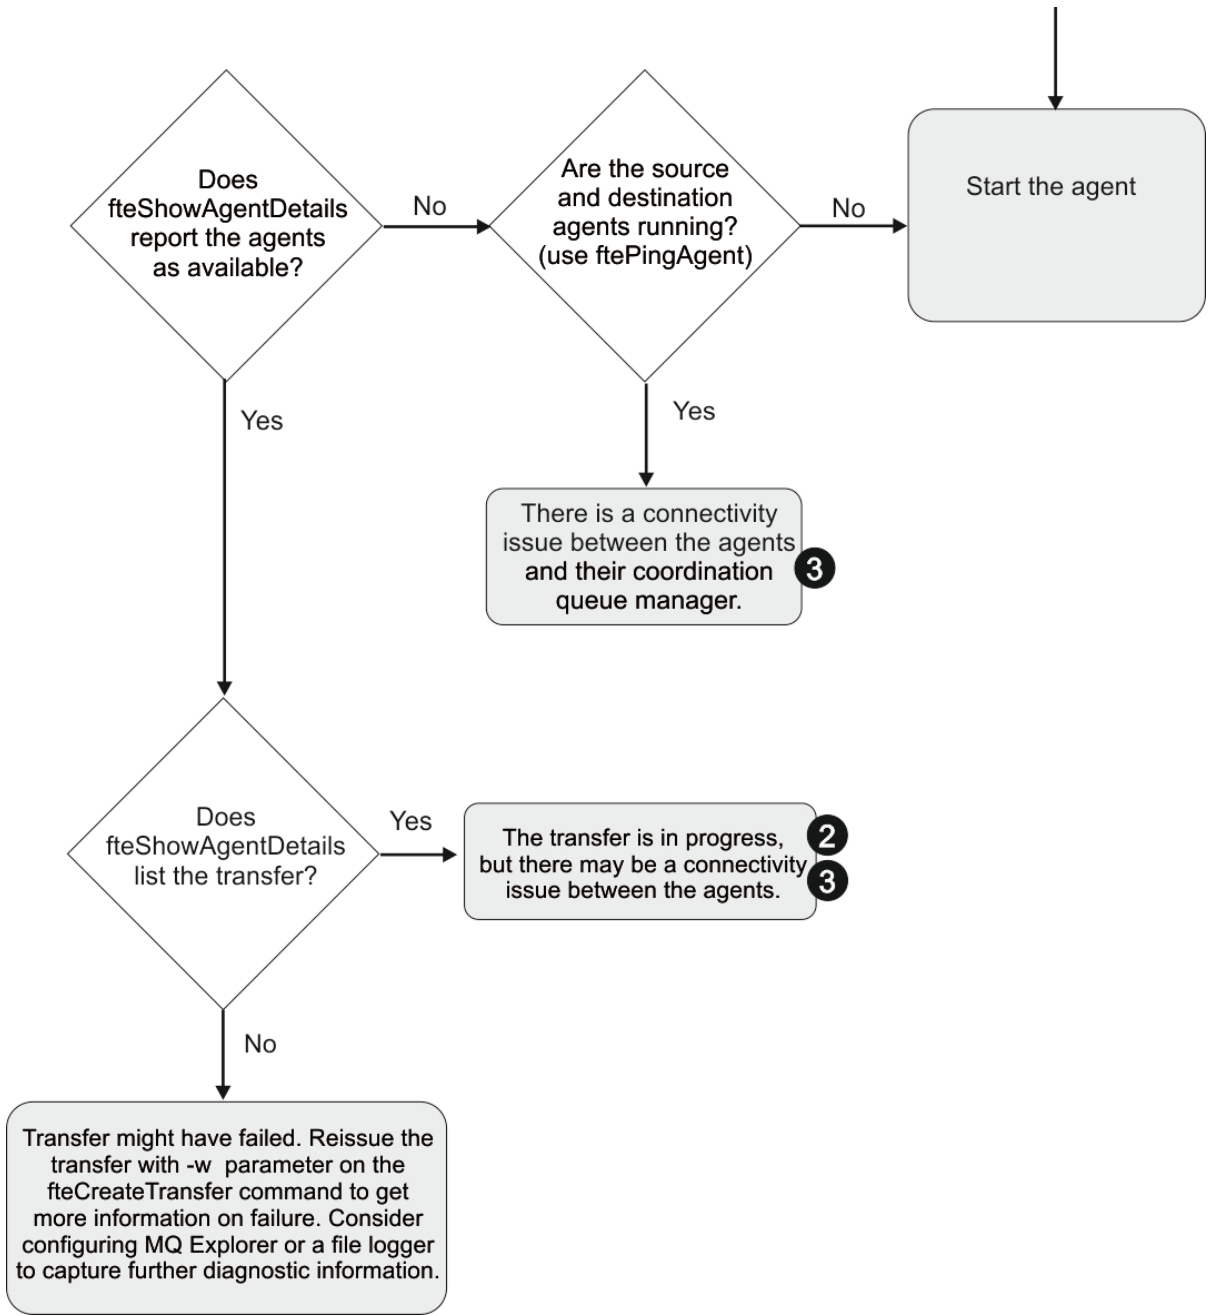 Does
fteShowAgentDetails
report the agents
as available?
No
Are the source
and destination
agents running?
(use ftePingAgent)
No
Start the agent
Yes
Yes
There is a connectivity
issue between the agents
and their coordination
queue manager.
3
Does
fteShowAgentDetails
list the transfer?
Yes
The transfer is in progress,
but there may be a connectivity
issue between the agents.
2
3
No
Transfer might have failed. Reissue the
transfer with -w parameter on the
fteCreateTransfer command to get
more information on failure. Consider
configuring MQ Explorer or a file logger
to capture further diagnostic information.